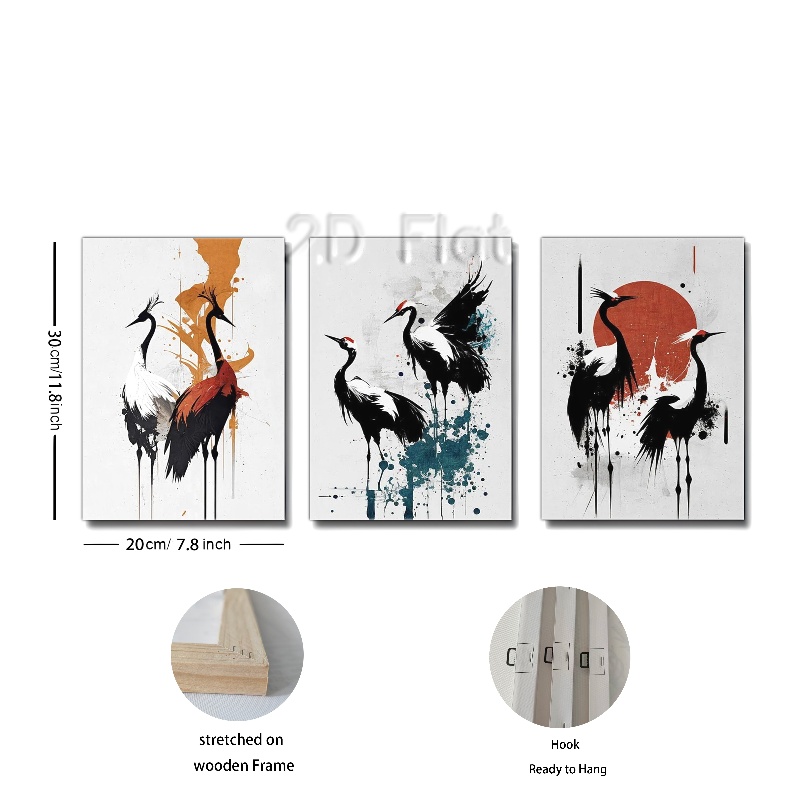 2D Flat
30cm/11.8inch
20cm/ 7.8 inch
stretched on
wooden Frame
Hook
Ready to Hang